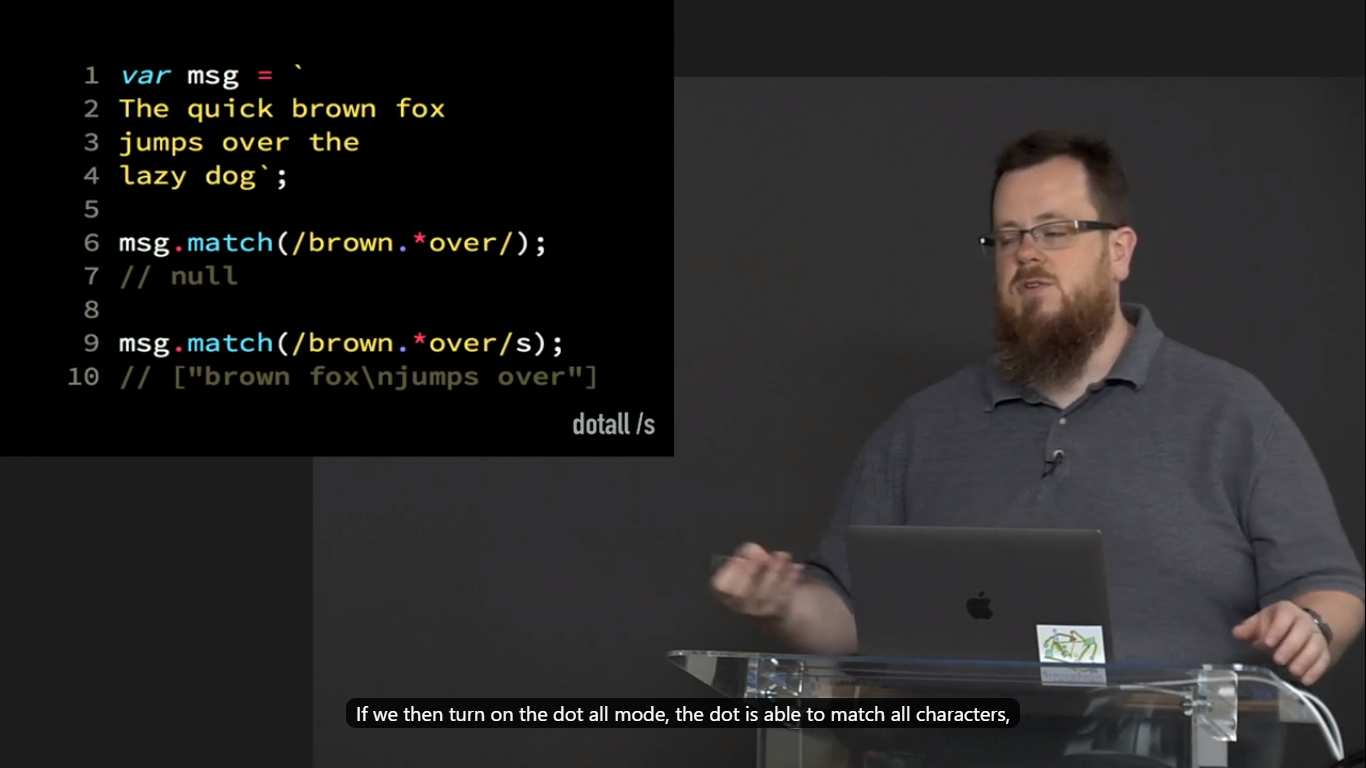 1 var msg = `
2 The quick brown fox
3 jumps over the
4 lazy dog`;
5
6 msg.match(/brown.*over/);
7 // null
8
9 msg.match(/brown.*over/s);
10 // ["brown fox\njumps over"]
dotall /s
If we then turn on the dot all mode, the dot is able to match all characters,